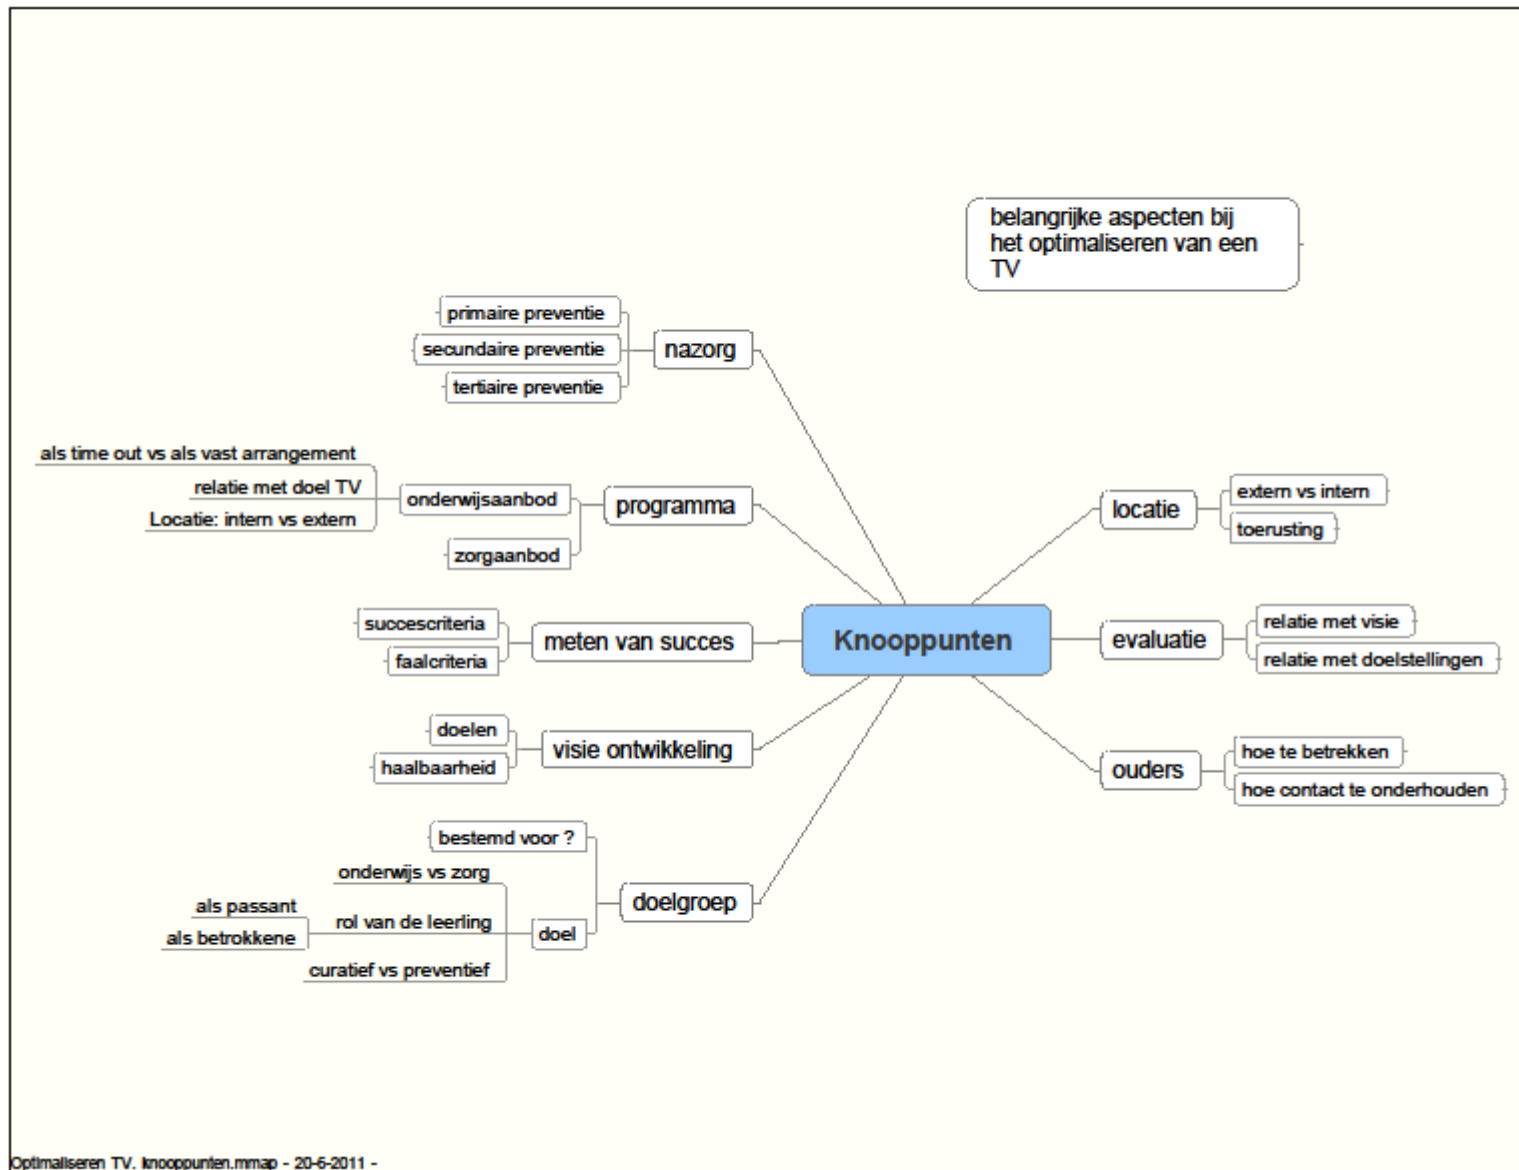 belangrijke aspecten bij
het optimaliseren van een
TV
primaire preventie
secundaire preventie
tertiaire preventie
nazorg
als time out vs als vast arrangement
relatie met doel TV
Locatie: intern vs extern
onderwijsaanbod
zorgaanbod
programma
succescriteria
faalcriteria
meten van succes
doelen
haalbaarheid
visie ontwikkeling
bestemd voor ?
onderwijs vs zorg
als passant
als betrokkene
rol van de leerling
curatief vs preventief
doel
doelgroep
Knooppunten
locatie
extern vs intern
toerusting
evaluatie
relatie met visie
relatie met doelstellingen
ouders
hoe te betrekken
hoe contact te onderhouden
Optimaliseren TV. knooppunten.mmap - 20-6-2011 -